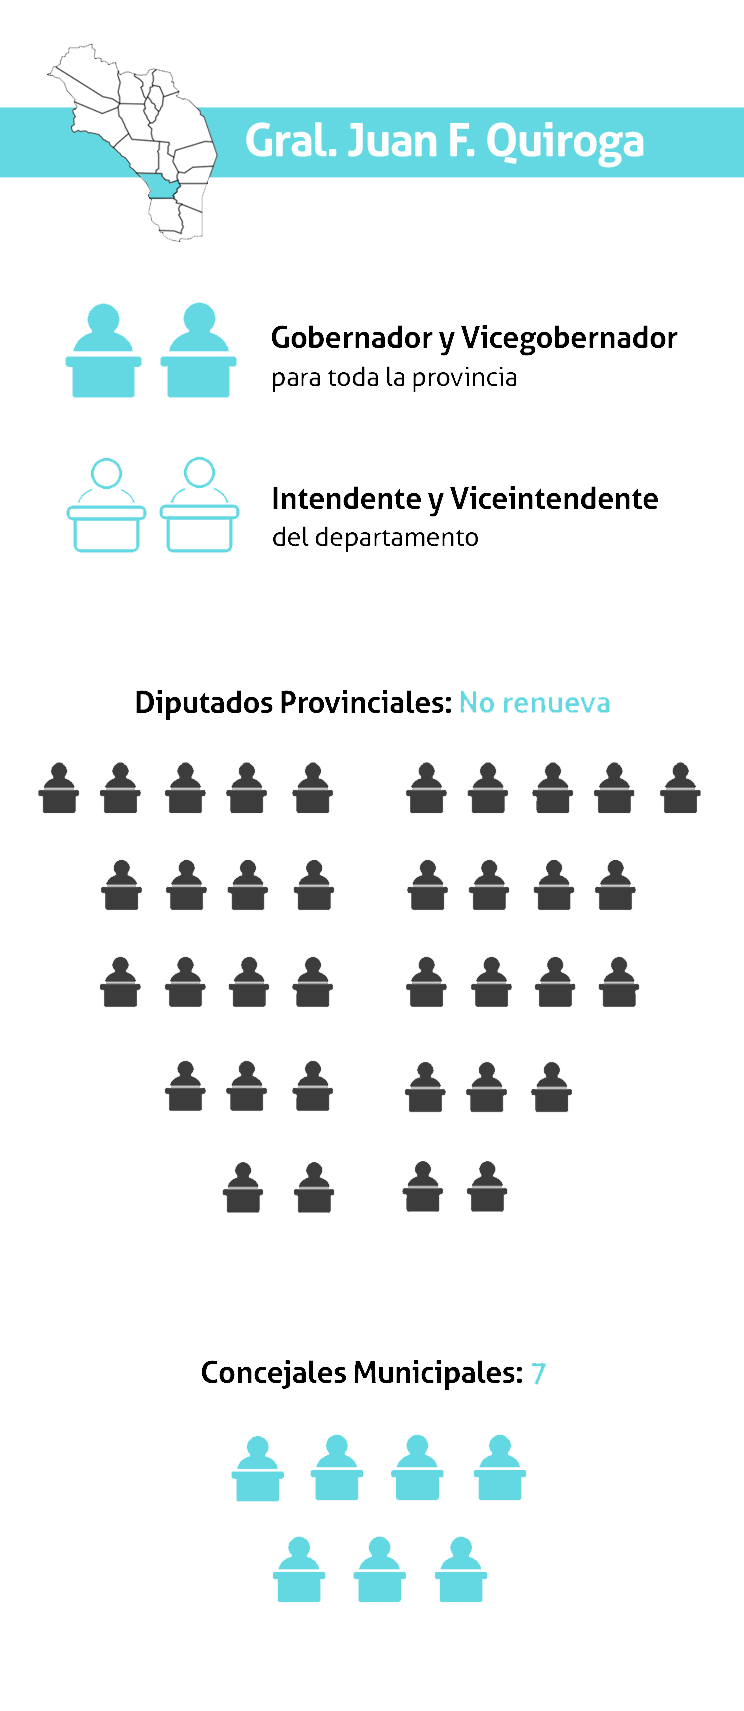 Gral. Juan F. Quiroga
Gobernador y Vicegobernador
para toda la provincia
Intendente y Viceintendente
del departamento
Diputados Provinciales: No renueva
Concejales Municipales: 7